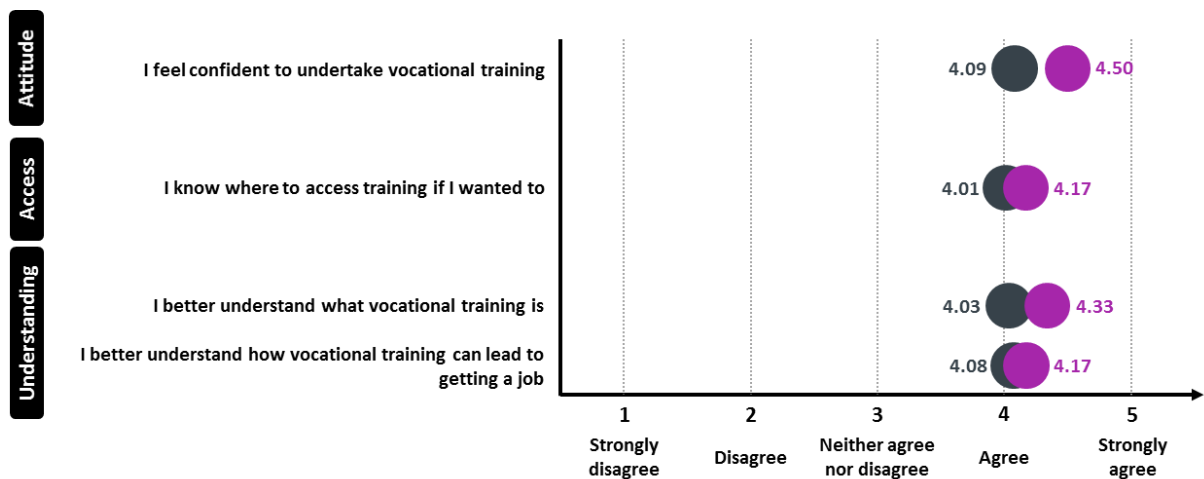 Attitude
I feel confident to undertake vocational training
4.09
4.50
Access
I know where to access training if I wanted to
4.01
4.17
Understanding
I better understand what vocational training is
4.03
4.33
I better understand how vocational training can lead to
getting a job
4.08
4.17
1
2
3
4
5
Strongly
disagree
Disagree
Neither agree
nor disagree
Agree
Strongly
agree